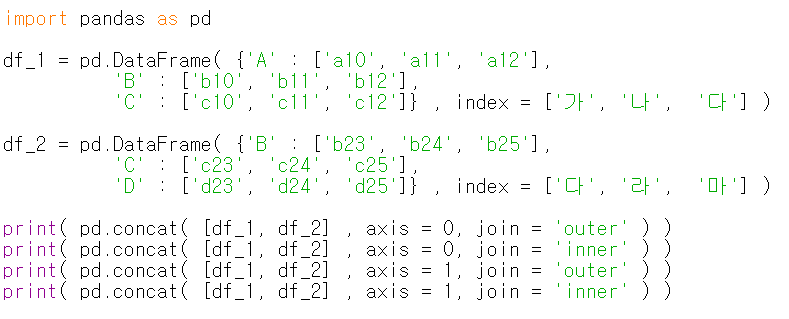 import pandas as pd
df_1 = pd.DataFrame( {'A' : ['a10', 'a11', 'a12'],
'B' : ['b10', 'b11', 'b12'],
'C' : ['c10', 'c11', 'c12']} , index = ['가', '나', '다'] )
df_2 = pd.DataFrame( {'B' : ['b23', 'b24', 'b25'],
'C' : ['c23', 'c24', 'c25'],
'D' : ['d23', 'd24', 'd25']} , index = ['다', '라', '마'] )
print( pd.concat( [df_1, df_2] , axis = 0, join = 'outer' ) )
print( pd.concat( [df_1, df_2] , axis = 0, join = 'inner' ) )
print( pd.concat( [df_1, df_2] , axis = 1, join = 'outer' ) )
print( pd.concat( [df_1, df_2] , axis = 1, join = 'inner' ) )